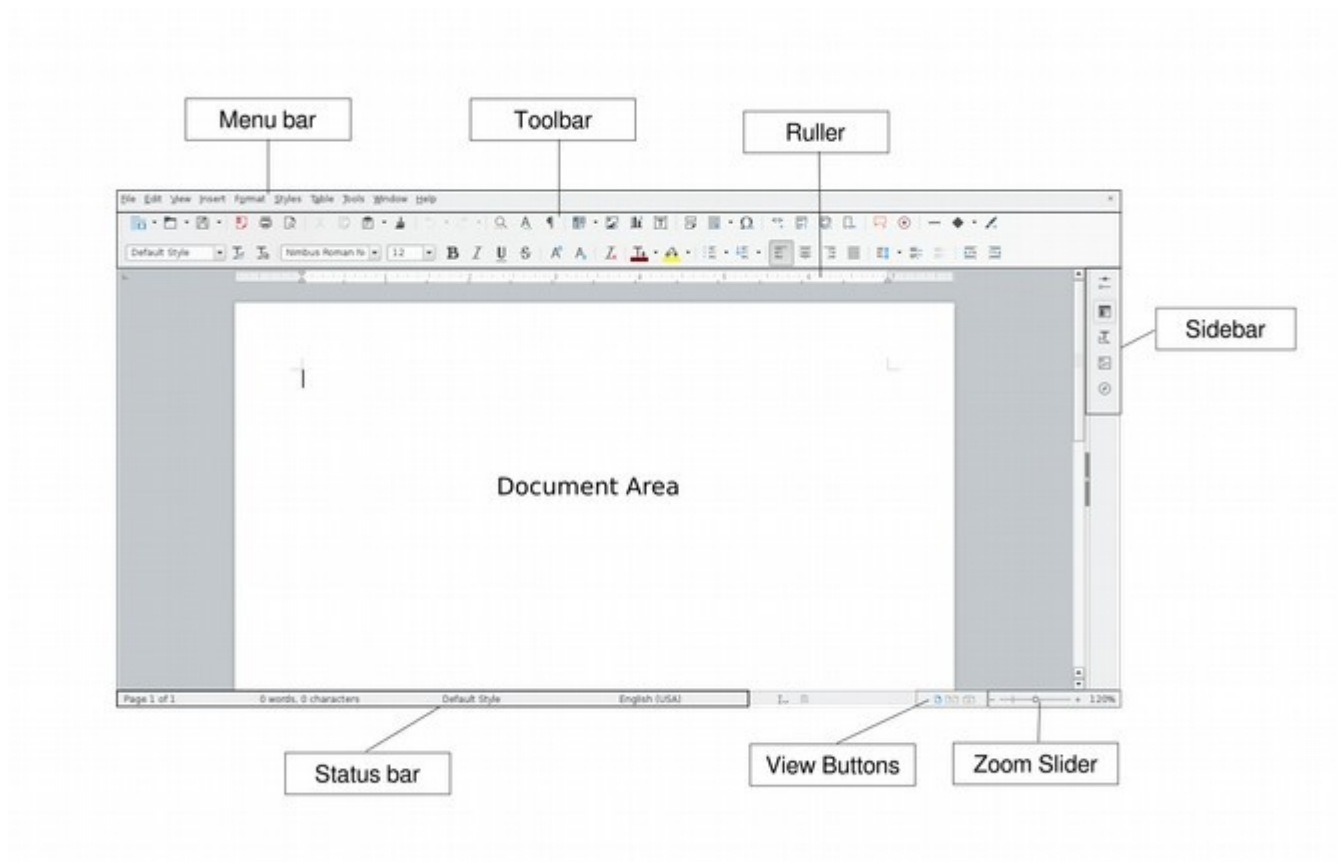 Menu bar
Toolbar
Ruller
File Edit View Insert Format Styles Table Tools Window Help
Default Style Nimbus Roman N 12
Sidebar
Document Area
Page 1 of 1 0 words, 0 characters Default Style English (USA) 120%
Status bar
View Buttons
Zoom Slider